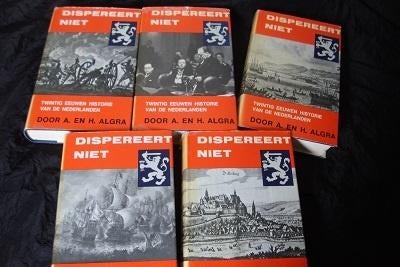 DISPEREERT
NIET
TWINTIG EEUWEN HISTORIE
VAN DE NEDERLANDEN
DOOR A. EN H. ALGRA
DISPEREERT
NIET
TWINTIG EEUWEN HISTORIE
VAN DE NEDERLANDEN
DOOR A. EN H. ALGRA
DISPEREERT
NIET
TWINTIG EEUWEN HISTORIE
VAN DE NEDERLANDEN
DOOR A. EN H. ALGRA
DISPEREERT
NIET
DISPEREERT
NIET